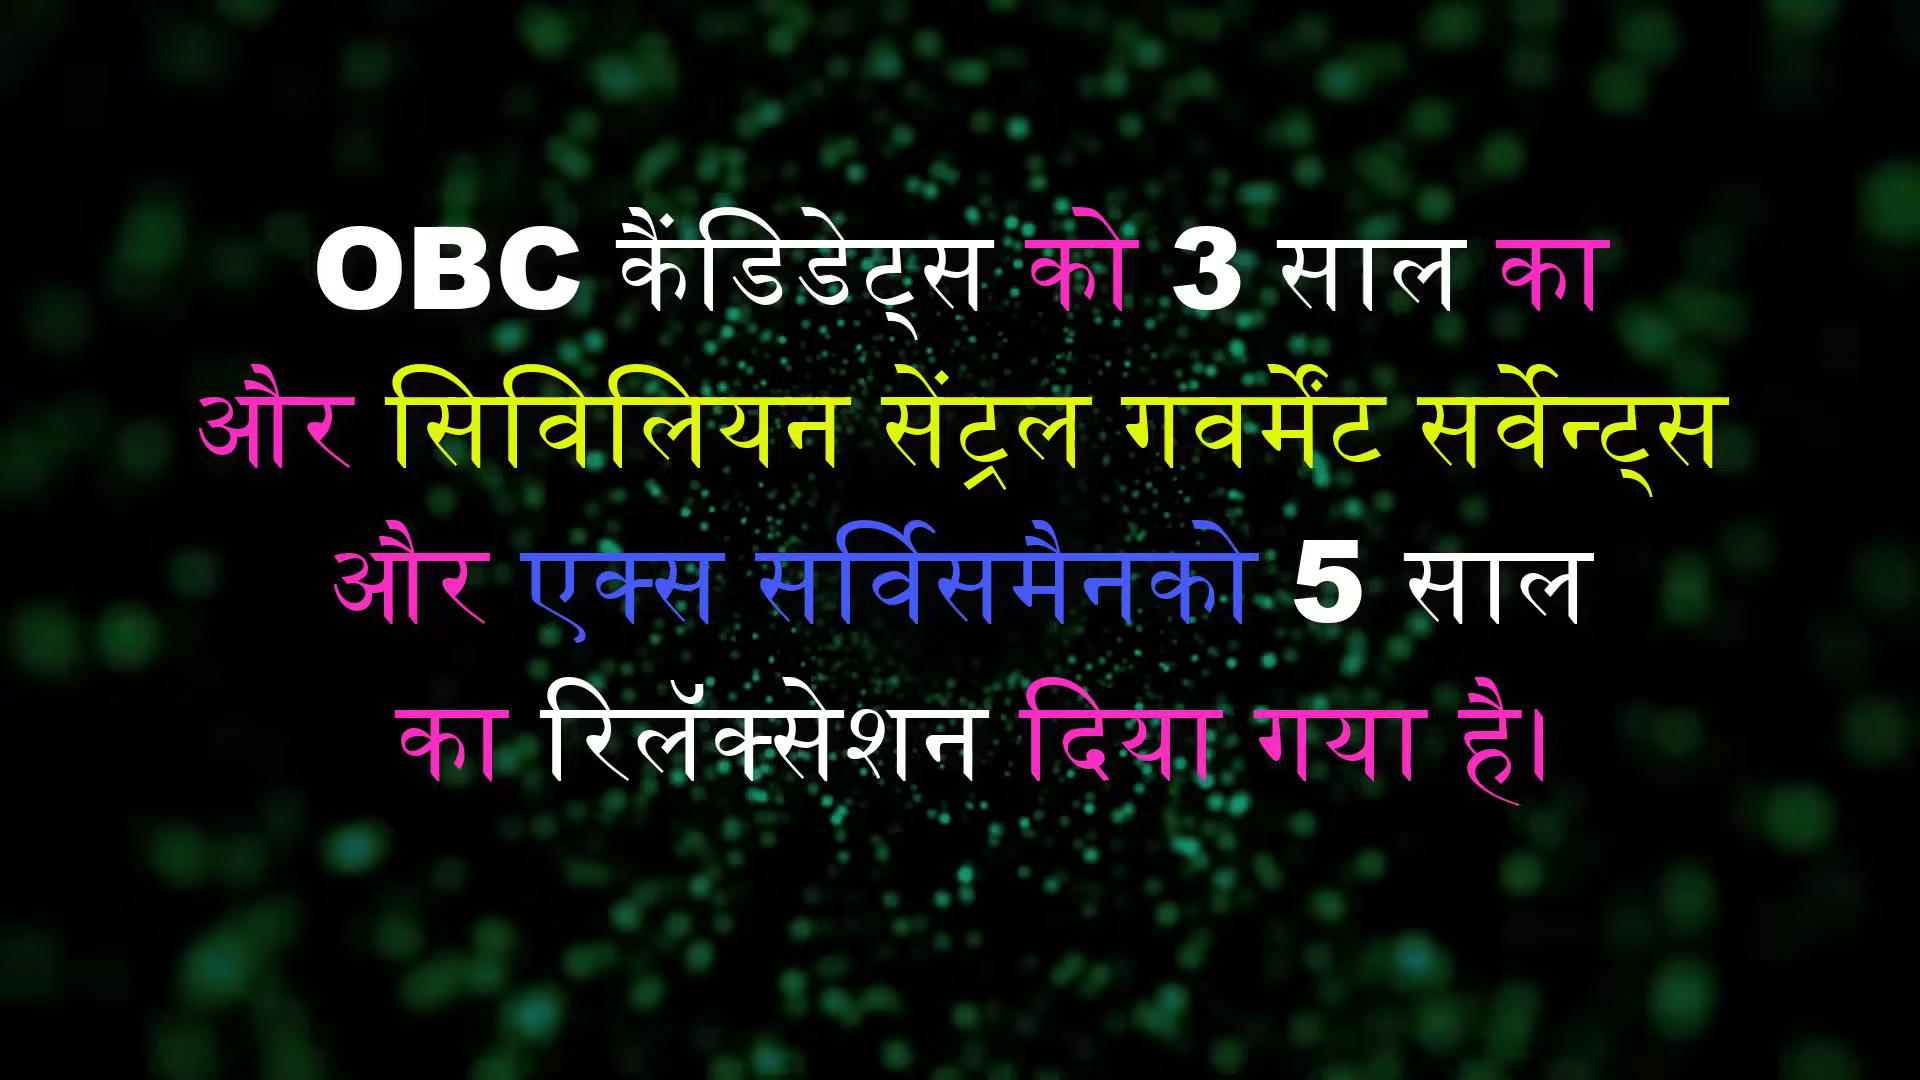 OBC कैंडिडेट्स को 3 साल का
और सिविलियन सेंट्रल गवर्मेंट सर्वेन्ट्स
और एक्स सर्विसमैनको 5 साल
का रिलॅक्सेशन दिया गया है।